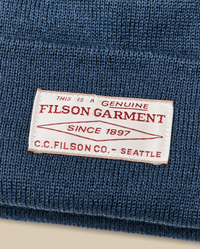 THIS IS A GENUINE
FILSON GARMENT
SINCE 1897
C.C. FILSON CO. – SEATTLE